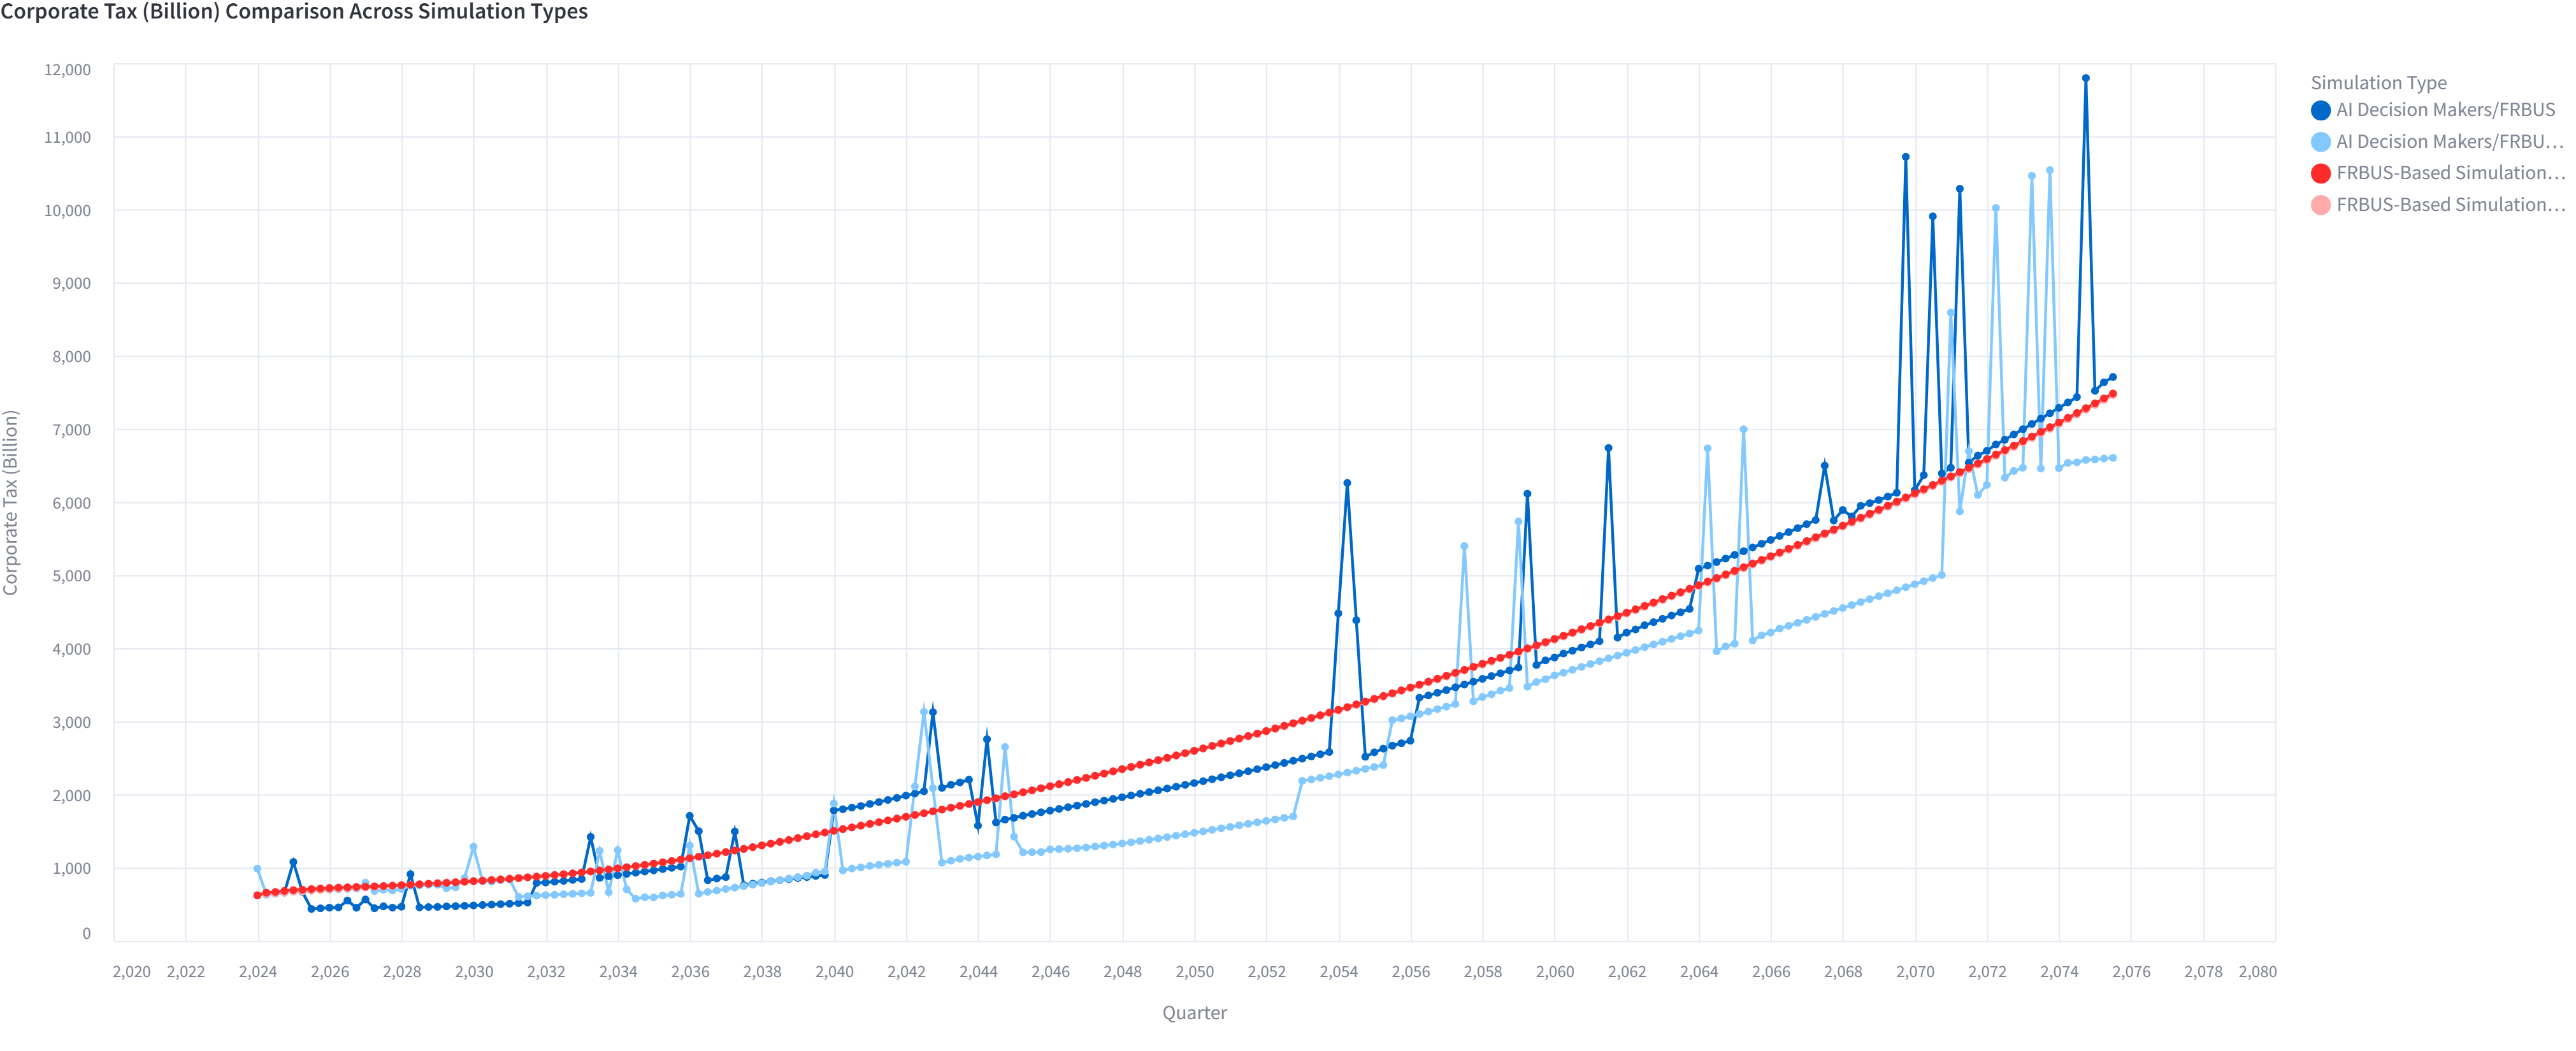 Corporate Tax (Billion) Comparison Across Simulation Types
12,000
11,000
10,000
9,000
8,000
7,000
6,000
5,000
4,000
3,000
2,000
1,000
0
Corporate Tax (Billion)
2,020 2,022 2,024 2,026 2,028 2,030 2,032 2,034 2,036 2,038 2,040 2,042 2,044 2,046 2,048 2,050 2,052 2,054 2,056 2,058 2,060 2,062 2,064 2,066 2,068 2,070 2,072 2,074 2,076 2,078 2,080
Quarter
Simulation Type
AI Decision Makers/FRBUS
AI Decision Makers/FRBU…
FRBUS-Based Simulation…
FRBUS-Based Simulation…